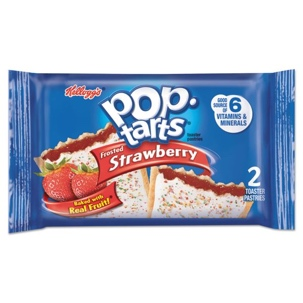 Kellogg's
pop.
tarts
Frosted
Strawberry
Baked with
Real Fruit!
GOOD
SOURCE OF
6
VITAMINS &
MINERALS
2
TOASTER
PASTRIES